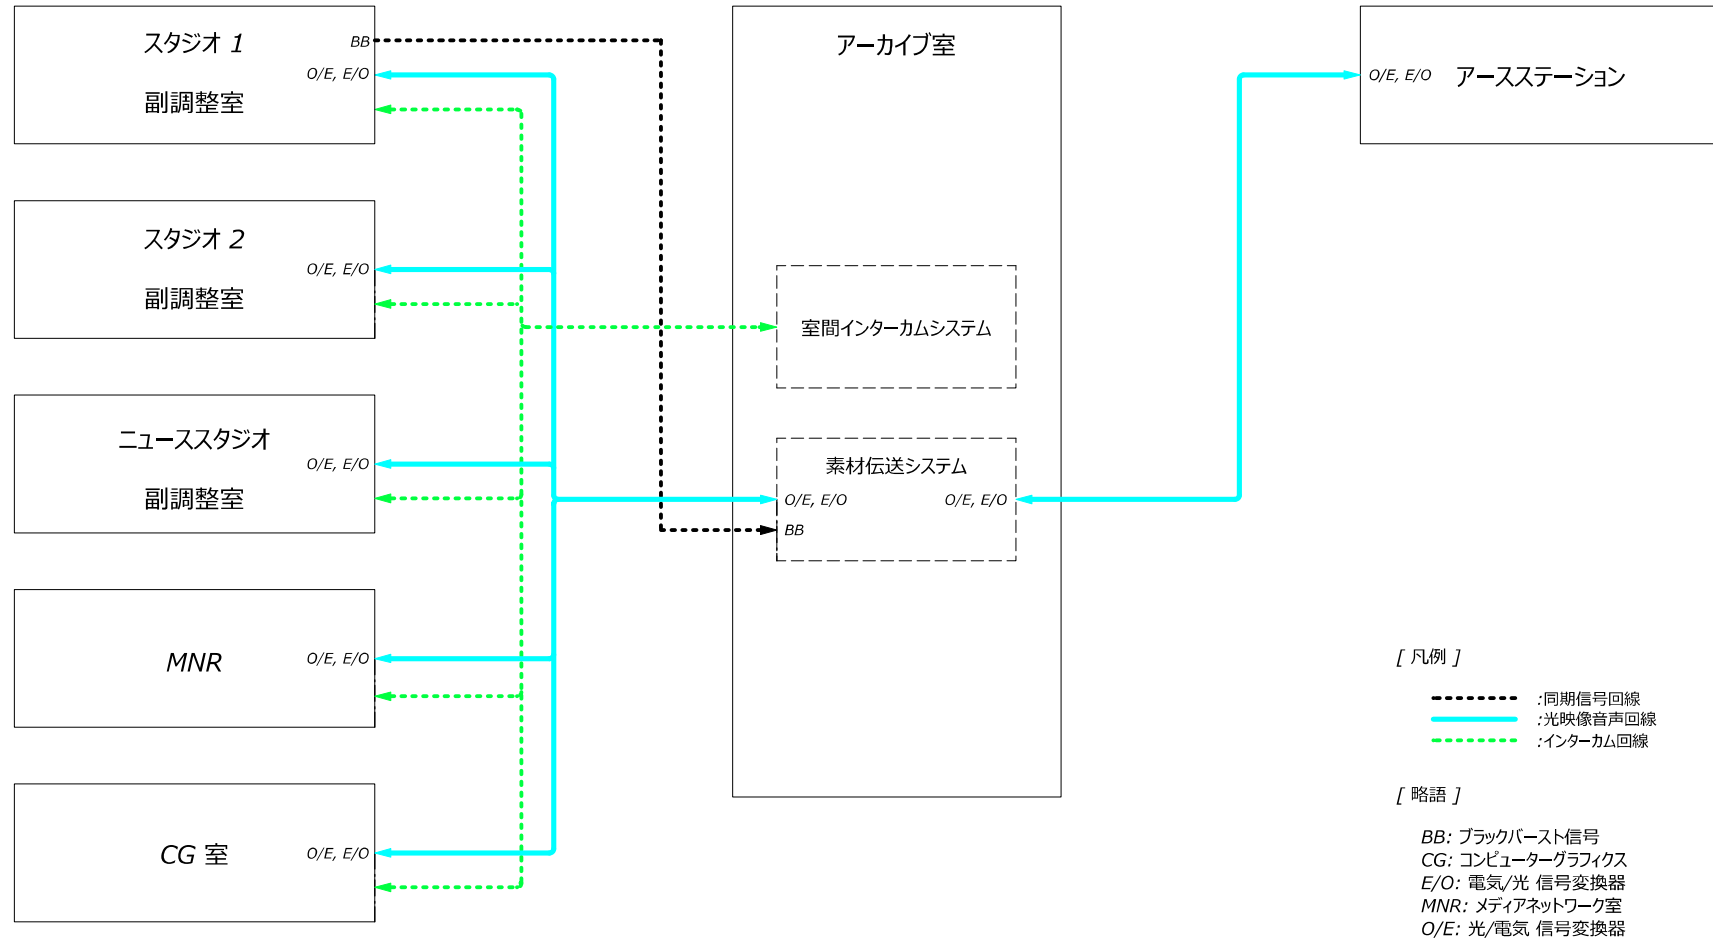 スタジオ 1
BB
O/E, E/O
副調整室
スタジオ 2
O/E, E/O
副調整室
ニューススタジオ
O/E, E/O
副調整室
MNR
O/E, E/O
CG 室
O/E, E/O
アーカイブ室
室間インターカムシステム
素材伝送システム
O/E, E/O
O/E, E/O
BB
O/E, E/O
アースステーション
[ 凡例 ]
:同期信号回線
:光映像音声回線
:インターカム回線
[ 略語 ]
BB: ブラックバースト信号
CG: コンピューターグラフィクス
E/O: 電気/光 信号変換器
MNR: メディアネットワーク室
O/E: 光/電気 信号変換器